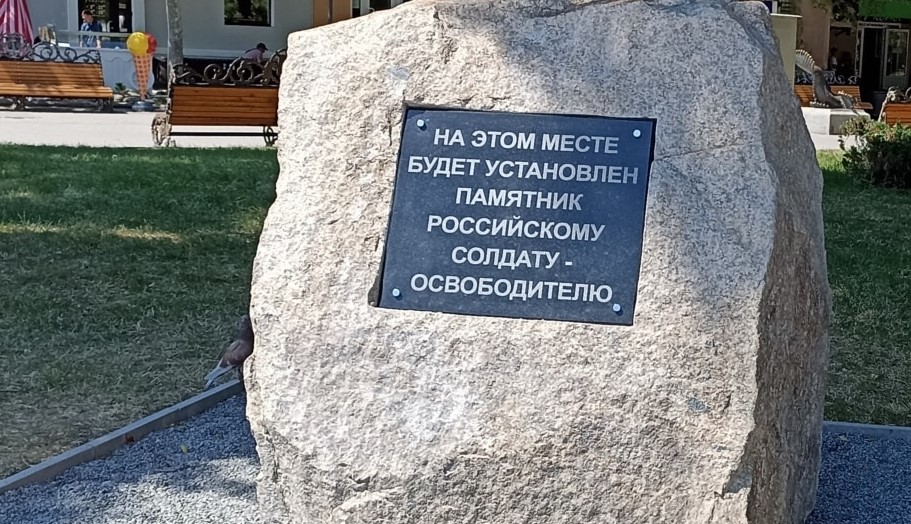 НА ЭТОМ МЕСТЕ
БУДЕТ УСТАНОВЛЕН
ПАМЯТНИК
РОССИЙСКОМУ
СОЛДАТУ -
ОСВОБОДИТЕЛЮ